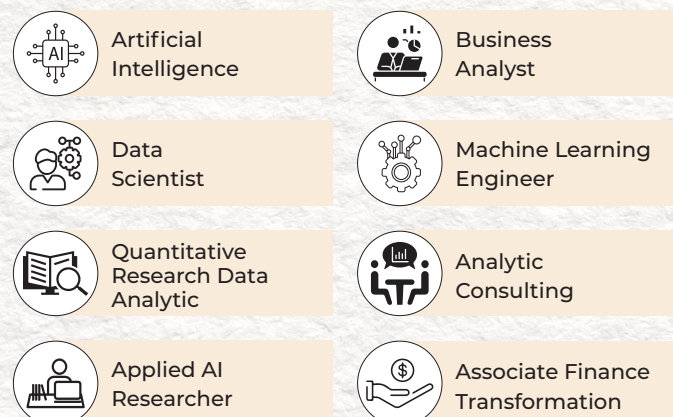 AI
Artificial
Intelligence
Business
Analyst
Data
Scientist
Machine Learning
Engineer
Quantitative
Research Data
Analytic
Analytic
Consulting
Applied AI
Researcher
$
Associate Finance
Transformation